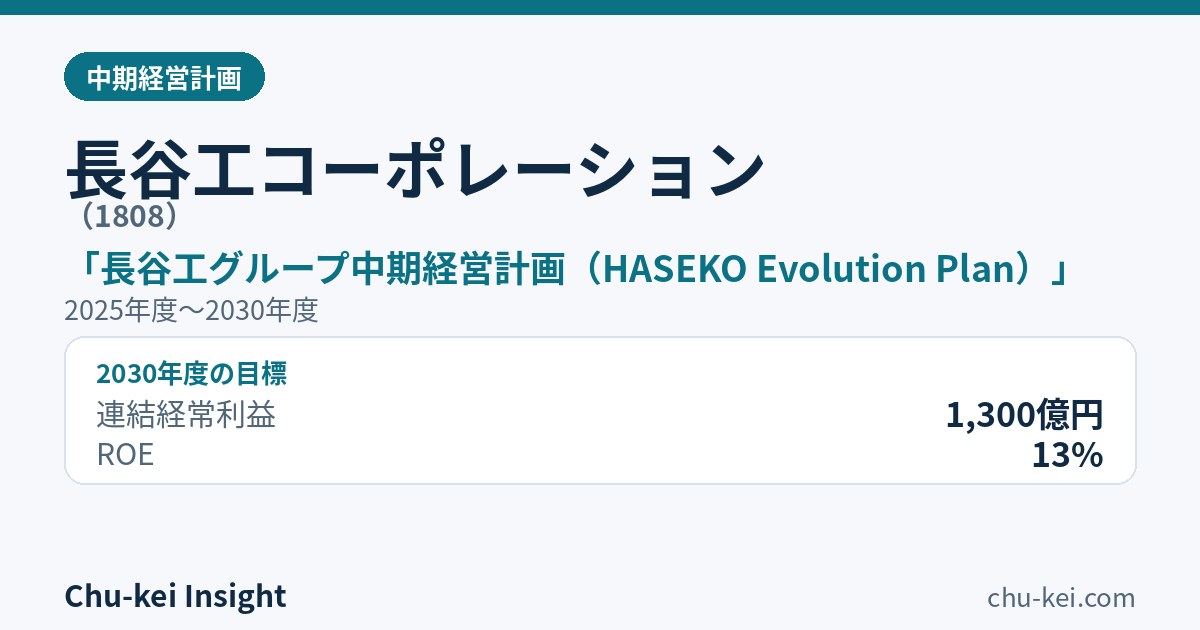 中期経営計画
長谷工コーポレーション
（1808）
「長谷工グループ中期経営計画（HASEKO Evolution Plan）」
2025年度〜2030年度
2030年度の目標
連結経常利益 1,300億円
ROE 13%
Chu-kei Insight chu-kei.com